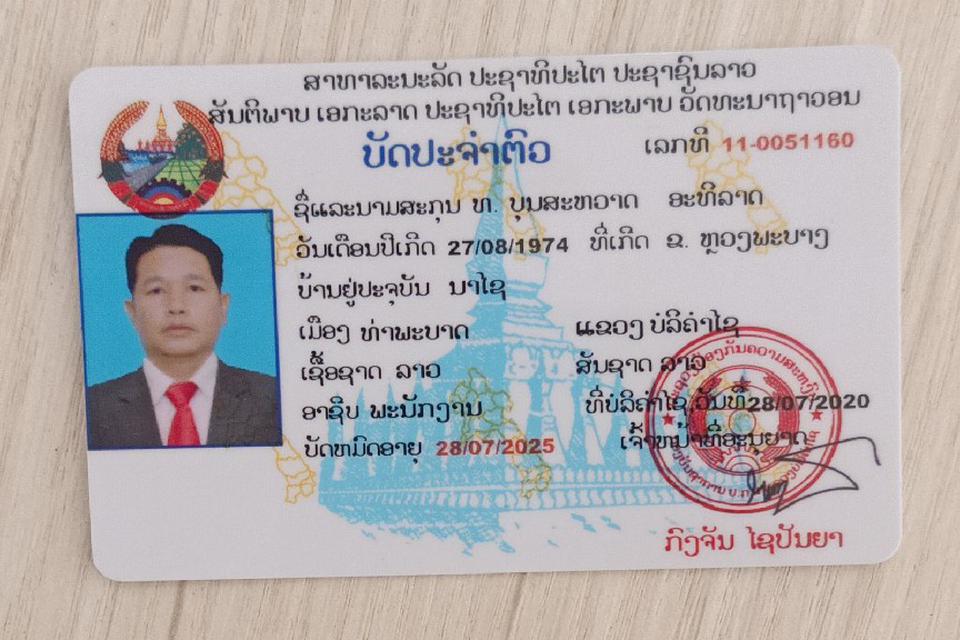 ສາທາລະນະລັດ ປະຊາທິປະໄຕ ປະຊາຊົນລາວ
ສັນຕິພາບ ເອກະລາດ ປະຊາທິປະໄຕ ເອກະພາບ ວັດທະນາຖາວອນ
ບັດປະຈຳຕົວ
ເລກທີ 11-0051160
ຊື່ແລະນາມສະກຸນ ທ. ບຸນສະຫວາດ ອະທິລາດ
ວັນເດືອນປີເກີດ 27/08/1974 ທີ່ເກີດ ຂ. ຫຼວງພະບາງ
ບ້ານຢູ່ປະຈຸບັນ ນາໄຊ
ເມືອງ ທ່າພະບາດ ແຂວງ ບໍລິຄຳໄຊ
ເຊື້ອຊາດ ລາວ ສັນຊາດ ລາວ
ອາຊີບ ພະນັກງານ ທີ່ບໍລິຄຳໄຊ,ວັນທີ28/07/2020
ບັດຫມົດອາຍຸ 28/07/2025 ເຈົ້າຫນ້າທີ່ອະນຸຍາດ
ກົງຈັນ ໄຊປັນຍາ